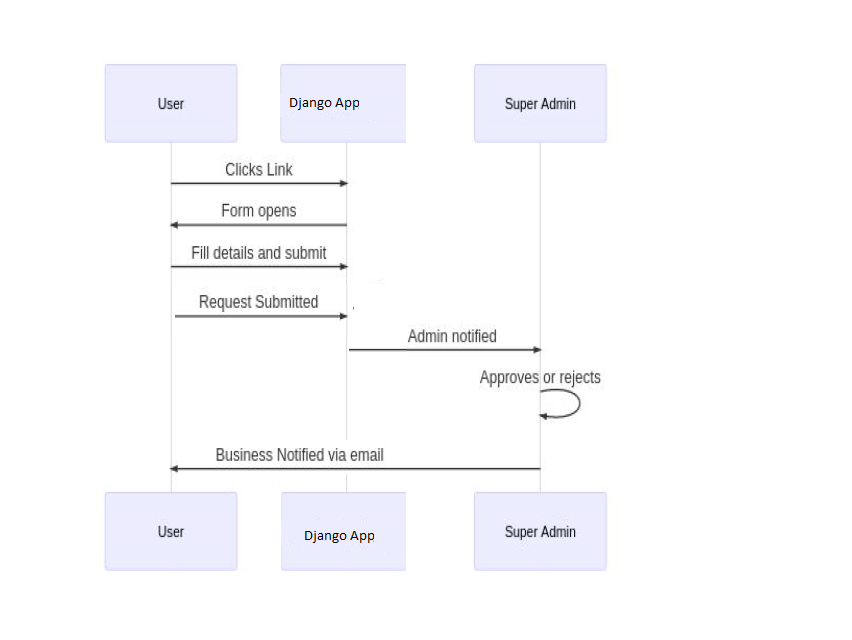 User
Django App
Super Admin
Clicks Link
Form opens
Fill details and submit
Request Submitted
Admin notified
Approves or rejects
Business Notified via email
User
Django App
Super Admin